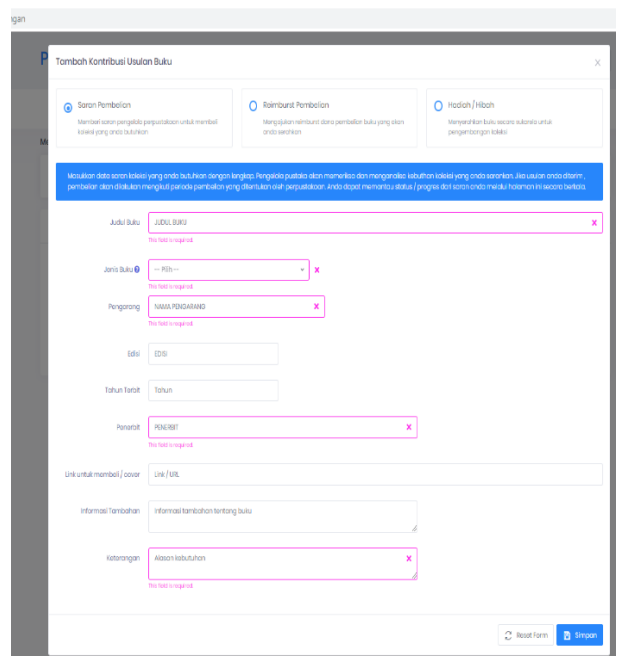 ngan
P
Tambah Kontribusi Usulan Buku
X
Saran Pembelian
Memberi saran pengelola perpustakaan untuk membeli
koleksi yang anda butuhkan
Reimburst Pembelian
Mengajukan reimburst dana pembelian buku yang akan
anda serahkan
Hadiah / Hibah
Menyerahkan buku secara sukarela untuk
pengembangan koleksi
Me
Masukkan data saran koleksi yang anda butuhkan dengan lengkap. Pengelola pustaka akan memeriksa dan menganalisa kebuthan koleksi yang anda sarankan. Jika usulan anda diterim ,
pembelian akan dilakukan mengikuti periode pembelian yang ditentukan oleh perpustakaan. Anda dapat memantau status / progres dari saran anda melalui halaman ini secara berkala.
Judul Buku
JUDUL BUKU
This field is required.
Jenis Buku
-- Pilih --
This field is required.
Pengarang
NAMA PENGARANG
This field is required.
Edisi
EDISI
Tahun Terbit
Tahun
Penerbit
PENERBIT
This field is required.
Link untuk membeli / cover
Link / URL
Informasi Tambahan
Informasi tambahan tentang buku
Keterangan
Alasan kebutuhan
This field is required.
Reset Form
Simpan